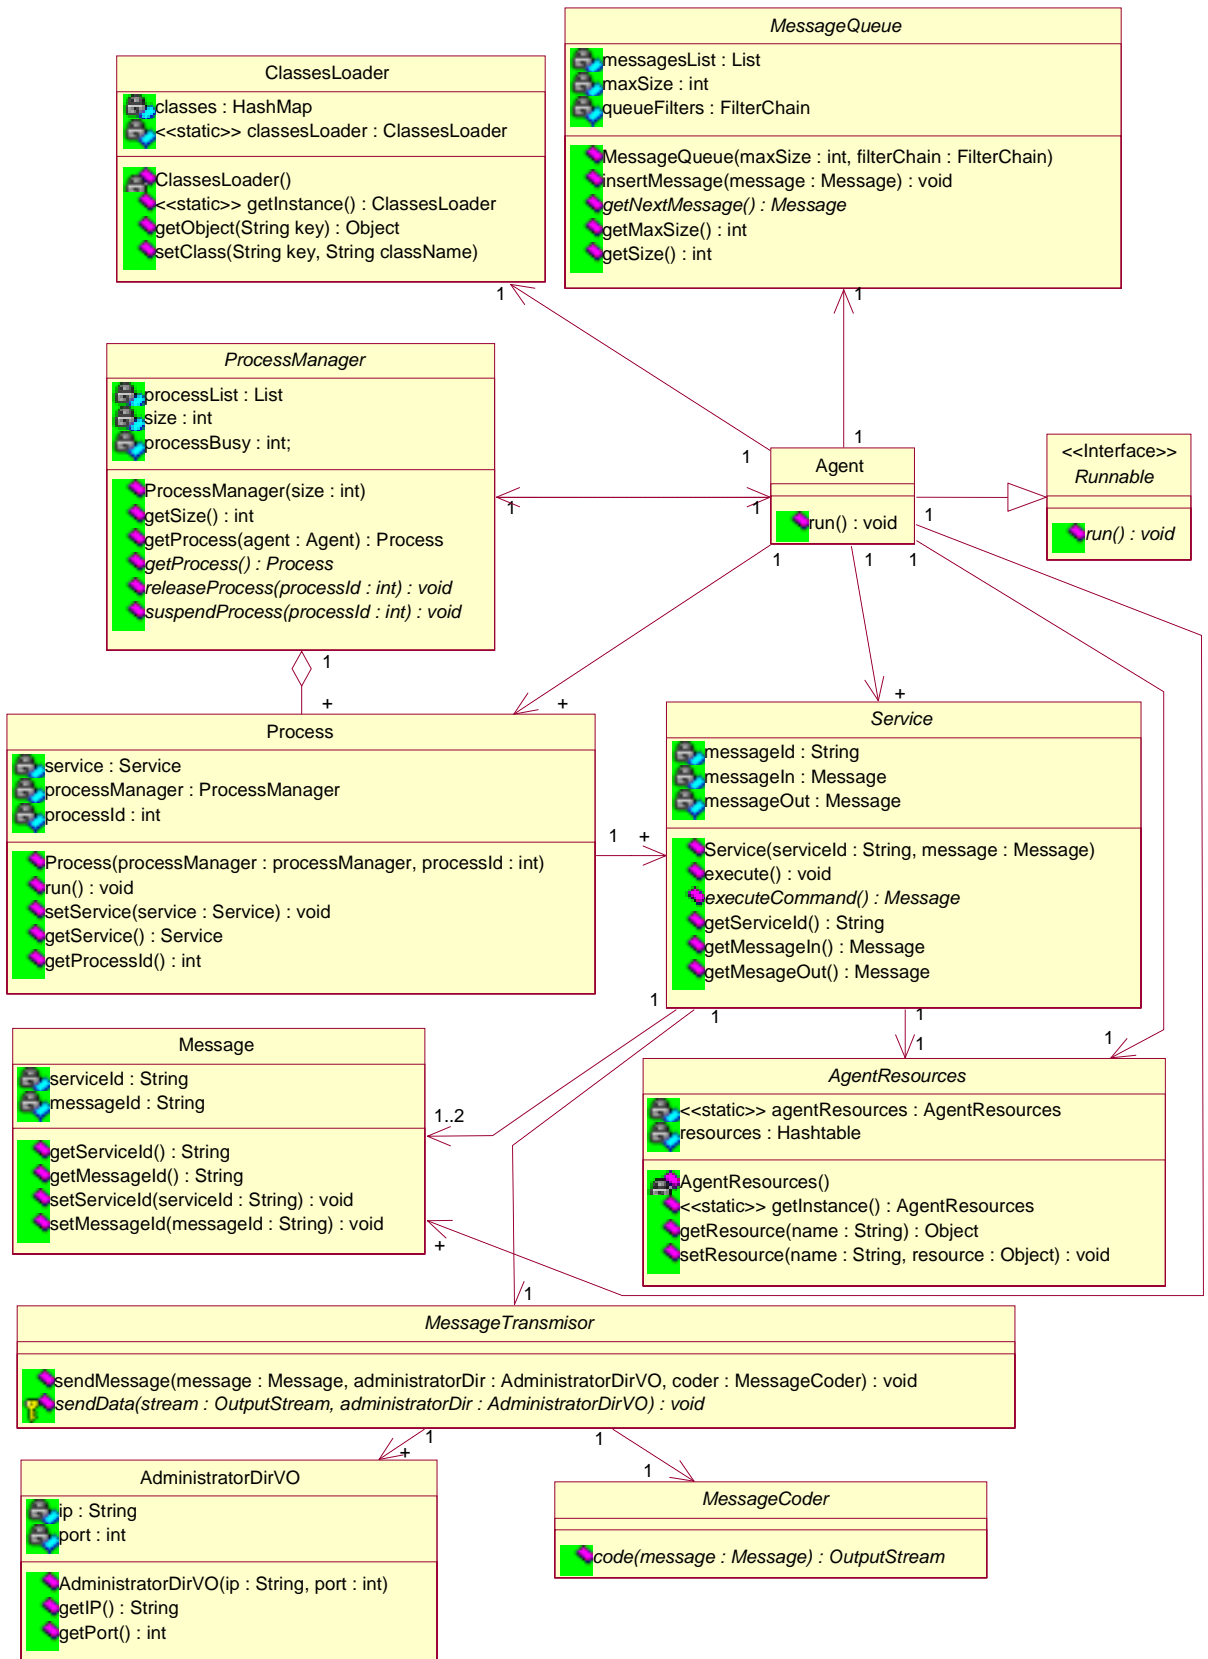 MessageQueue
messagesList : List
maxSize : int
queueFilters : FilterChain
MessageQueue(maxSize : int, filterChain : FilterChain)
insertMessage(message : Message) : void
getNextMessage() : Message
getMaxSize() : int
getSize() : int
ClassesLoader
classes : HashMap
<<static>> classesLoader : ClassesLoader
ClassesLoader()
<<static>> getInstance() : ClassesLoader
getObject(String key) : Object
setClass(String key, String className)
1
1
ProcessManager
processList : List
size : int
processBusy : int;
ProcessManager(size : int)
getSize() : int
getProcess(agent : Agent) : Process
getProcess() : Process
releaseProcess(processId : int) : void
suspendProcess(processId : int) : void
1
1
Agent
run() : void
<<Interface>>
Runnable
run() : void
1
1
1
1
1
1
1
+
+
+
Process
service : Service
processManager : ProcessManager
processId : int
Process(processManager : processManager, processId : int)
run() : void
setService(service : Service) : void
getService() : Service
getProcessId() : int
1
+
Service
messageId : String
messageIn : Message
messageOut : Message
Service(serviceId : String, message : Message)
execute() : void
executeCommand() : Message
getServiceId() : String
getMessageIn() : Message
getMesageOut() : Message
1
1
1
1
1
Message
serviceId : String
messageId : String
getServiceId() : String
getMessageId() : String
setServiceId(serviceId : String) : void
setMessageId(messageId : String) : void
1..2
+
AgentResources
<<static>> agentResources : AgentResources
resources : Hashtable
AgentResources()
<<static>> getInstance() : AgentResources
getResource(name : String) : Object
setResource(name : String, resource : Object) : void
1
MessageTransmisor
sendMessage(message : Message, administratorDir : AdministratorDirVO, coder : MessageCoder) : void
sendData(stream : OutputStream, administratorDir : AdministratorDirVO) : void
1
+
1
1
AdministratorDirVO
ip : String
port : int
AdministratorDirVO(ip : String, port : int)
getIP() : String
getPort() : int
MessageCoder
code(message : Message) : OutputStream